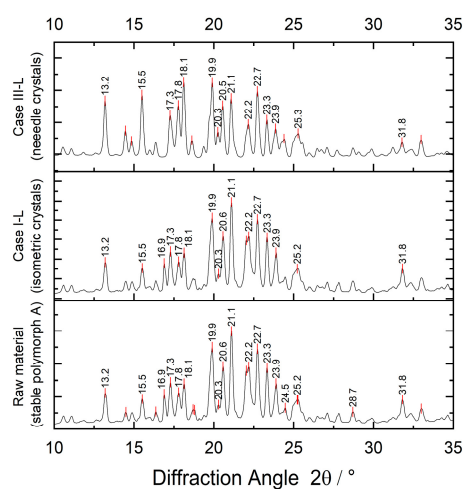 10 15 20 25 30 35
Case III-L
(neeedle crystals)
13.2 15.5 17.3 17.8 18.1 19.9 20.3 20.5 21.1 22.2 22.7 23.3 23.9 25.3 31.8
Case I-L
(isometric crystals)
13.2 15.5 16.9 17.3 17.8 18.1 19.9 20.3 20.6 21.1 22.2 22.7 23.3 23.9 25.2 31.8
Raw material
(stable polymorph A)
13.2 15.5 16.9 17.3 17.8 18.1 19.9 20.3 20.6 21.1 22.2 22.7 23.3 23.9 24.5 25.2 28.7 31.8
10 15 20 25 30 35
Diffraction Angle 2θ / °